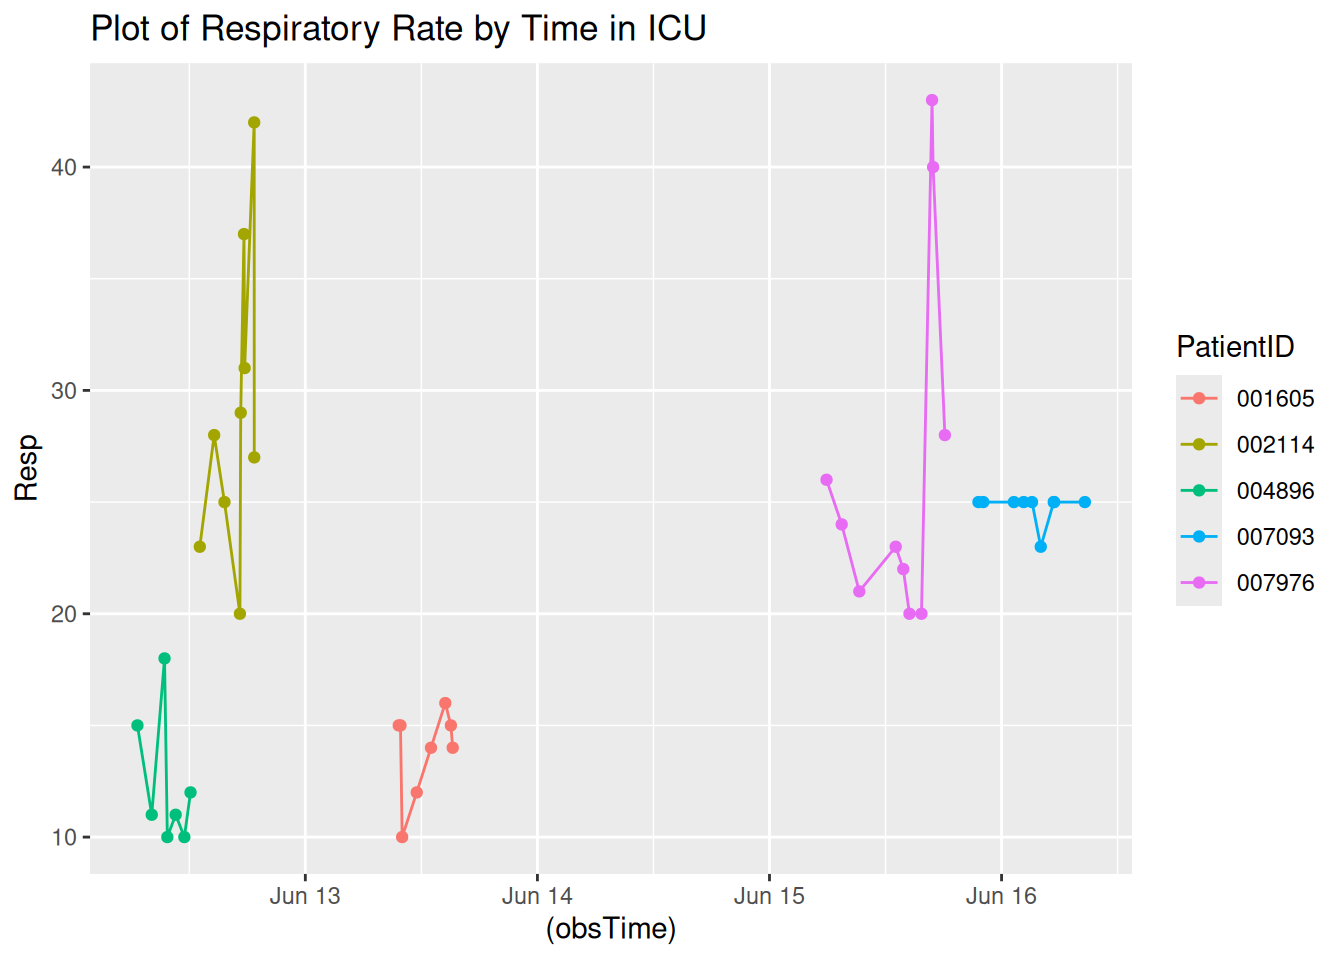 Plot of Respiratory Rate by Time in ICU
40
30
20
10
Resp
Jun 13
Jun 14
Jun 15
Jun 16
(obsTime)
PatientID
001605
002114
004896
007093
007976